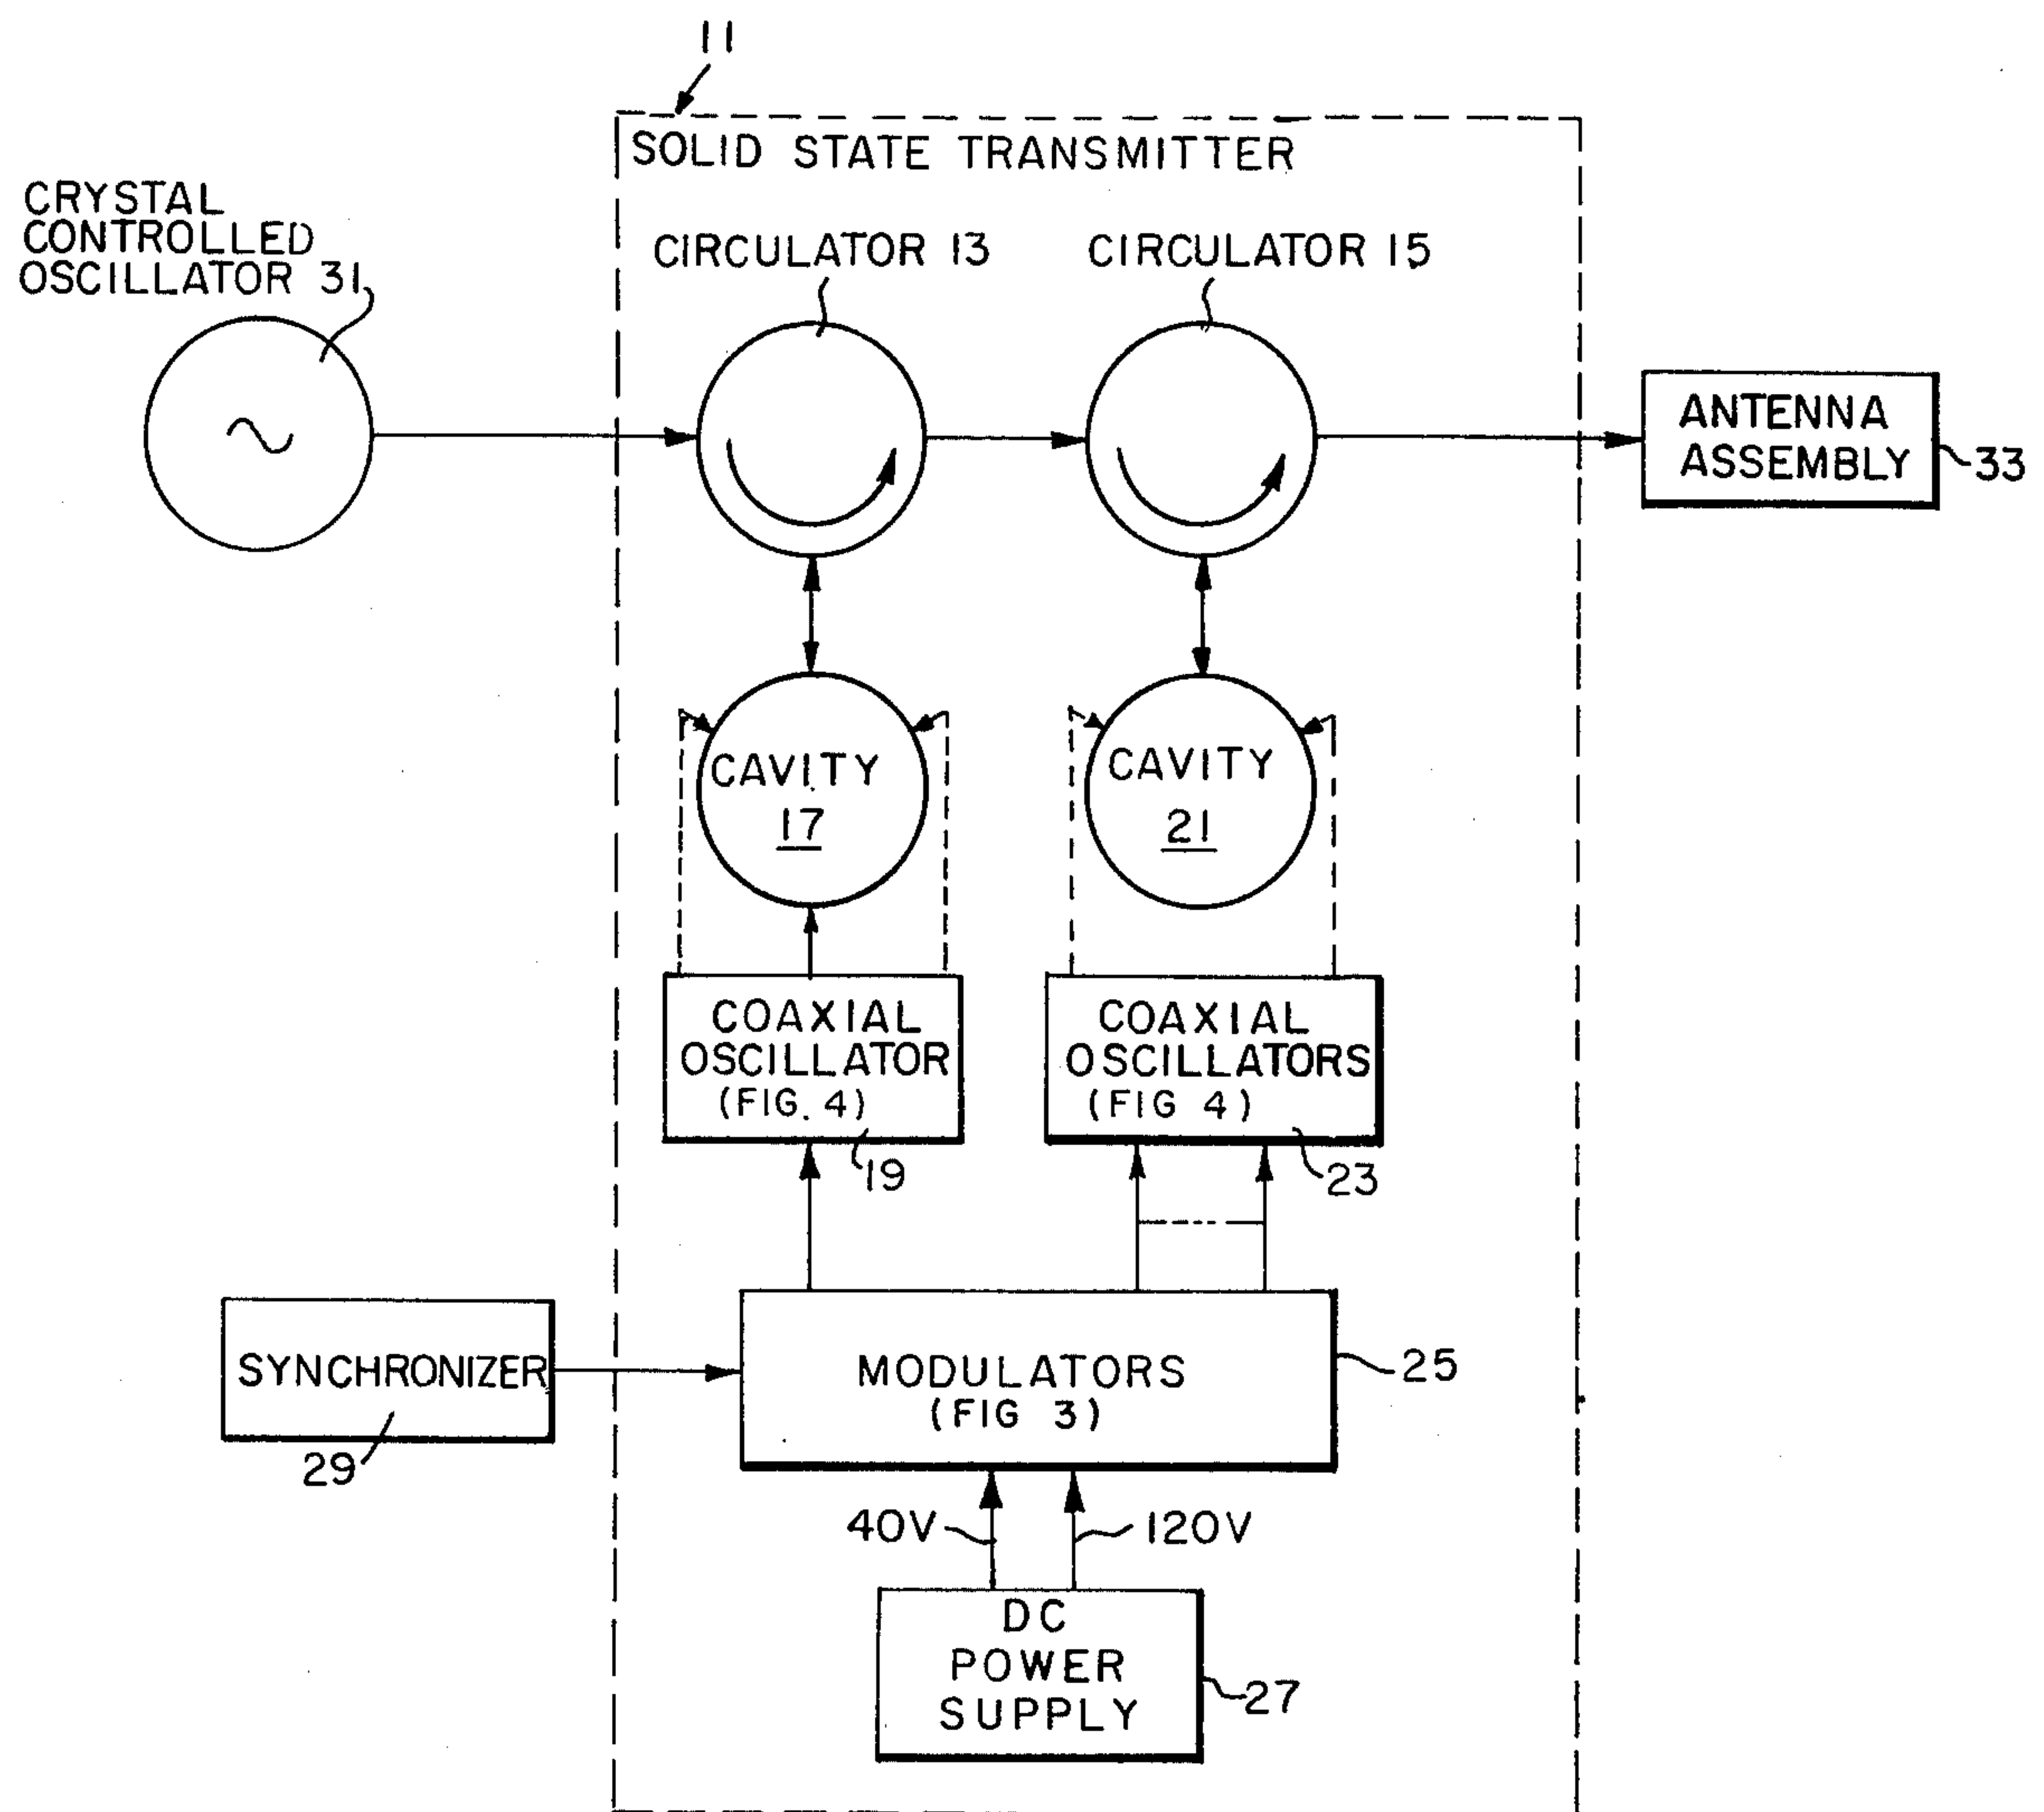 11
SOLID STATE TRANSMITTER
CRYSTAL
CONTROLLED
OSCILLATOR 31
CIRCULATOR 13
CIRCULATOR 15
ANTENNA
ASSEMBLY
33
CAVITY
17
CAVITY
21
COAXIAL
OSCILLATOR
(FIG. 4)
19
COAXIAL
OSCILLATORS
(FIG 4)
23
SYNCHRONIZER
29
MODULATORS
(FIG 3)
25
40V
120V
DC
POWER
SUPPLY
27